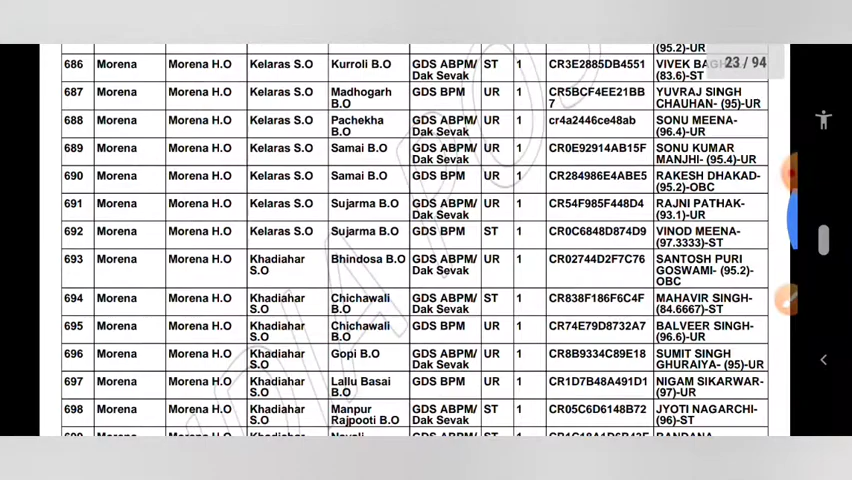 (95.2)-UR
686 Morena Morena H.O Kelaras S.O Kurroli B.O GDS ABPM/ Dak Sevak ST 1 CR3E2885DB4551 VIVEK (83.6)-ST
23 / 94
687 Morena Morena H.O Kelaras S.O Madhogarh B.O GDS BPM UR 1 CR5BCF4EE21BB7 YUVRAJ SINGH CHAUHAN- (95)-UR
688 Morena Morena H.O Kelaras S.O Pachekha B.O GDS ABPM/ Dak Sevak UR 1 cr4a2446ce48ab SONU MEENA- (96.4)-UR
689 Morena Morena H.O Kelaras S.O Samai B.O GDS ABPM/ Dak Sevak UR 1 CR0E92914AB15F SONU KUMAR MANJHI- (95.4)-UR
690 Morena Morena H.O Kelaras S.O Samai B.O GDS BPM UR 1 CR284986E4ABE5 RAKESH DHAKAD- (95.2)-OBC
691 Morena Morena H.O Kelaras S.O Sujarma B.O GDS ABPM/ Dak Sevak UR 1 CR54F985F448D4 RAJNI PATHAK- (93.1)-UR
692 Morena Morena H.O Kelaras S.O Sujarma B.O GDS BPM ST 1 CR0C6848D874D9 VINOD MEENA- (97.3333)-ST
693 Morena Morena H.O Khadiahar S.O Bhindosa B.O GDS ABPM/ Dak Sevak UR 1 CR02744D2F7C76 SANTOSH PURI GOSWAMI- (95.2)-OBC
694 Morena Morena H.O Khadiahar S.O Chichawali B.O GDS ABPM/ Dak Sevak ST 1 CR838F186F6C4F MAHAVIR SINGH- (84.6667)-ST
695 Morena Morena H.O Khadiahar S.O Chichawali B.O GDS BPM UR 1 CR74E79D8732A7 BALVEER SINGH- (96.6)-UR
696 Morena Morena H.O Khadiahar S.O Gopi B.O GDS ABPM/ Dak Sevak UR 1 CR8B9334C89E18 SUMIT SINGH GHURAIYA- (95)-UR
697 Morena Morena H.O Khadiahar S.O Lallu Basai B.O GDS BPM UR 1 CR1D7B48A491D1 NIGAM SIKARWAR- (97)-UR
698 Morena Morena H.O Khadiahar S.O Manpur Rajpooti B.O GDS ABPM/ Dak Sevak ST 1 CR05C6D6148B72 JYOTI NAGARCHI- (96)-ST
Morena Morena H.O Khadiahar GDS ABPM/ ST 1